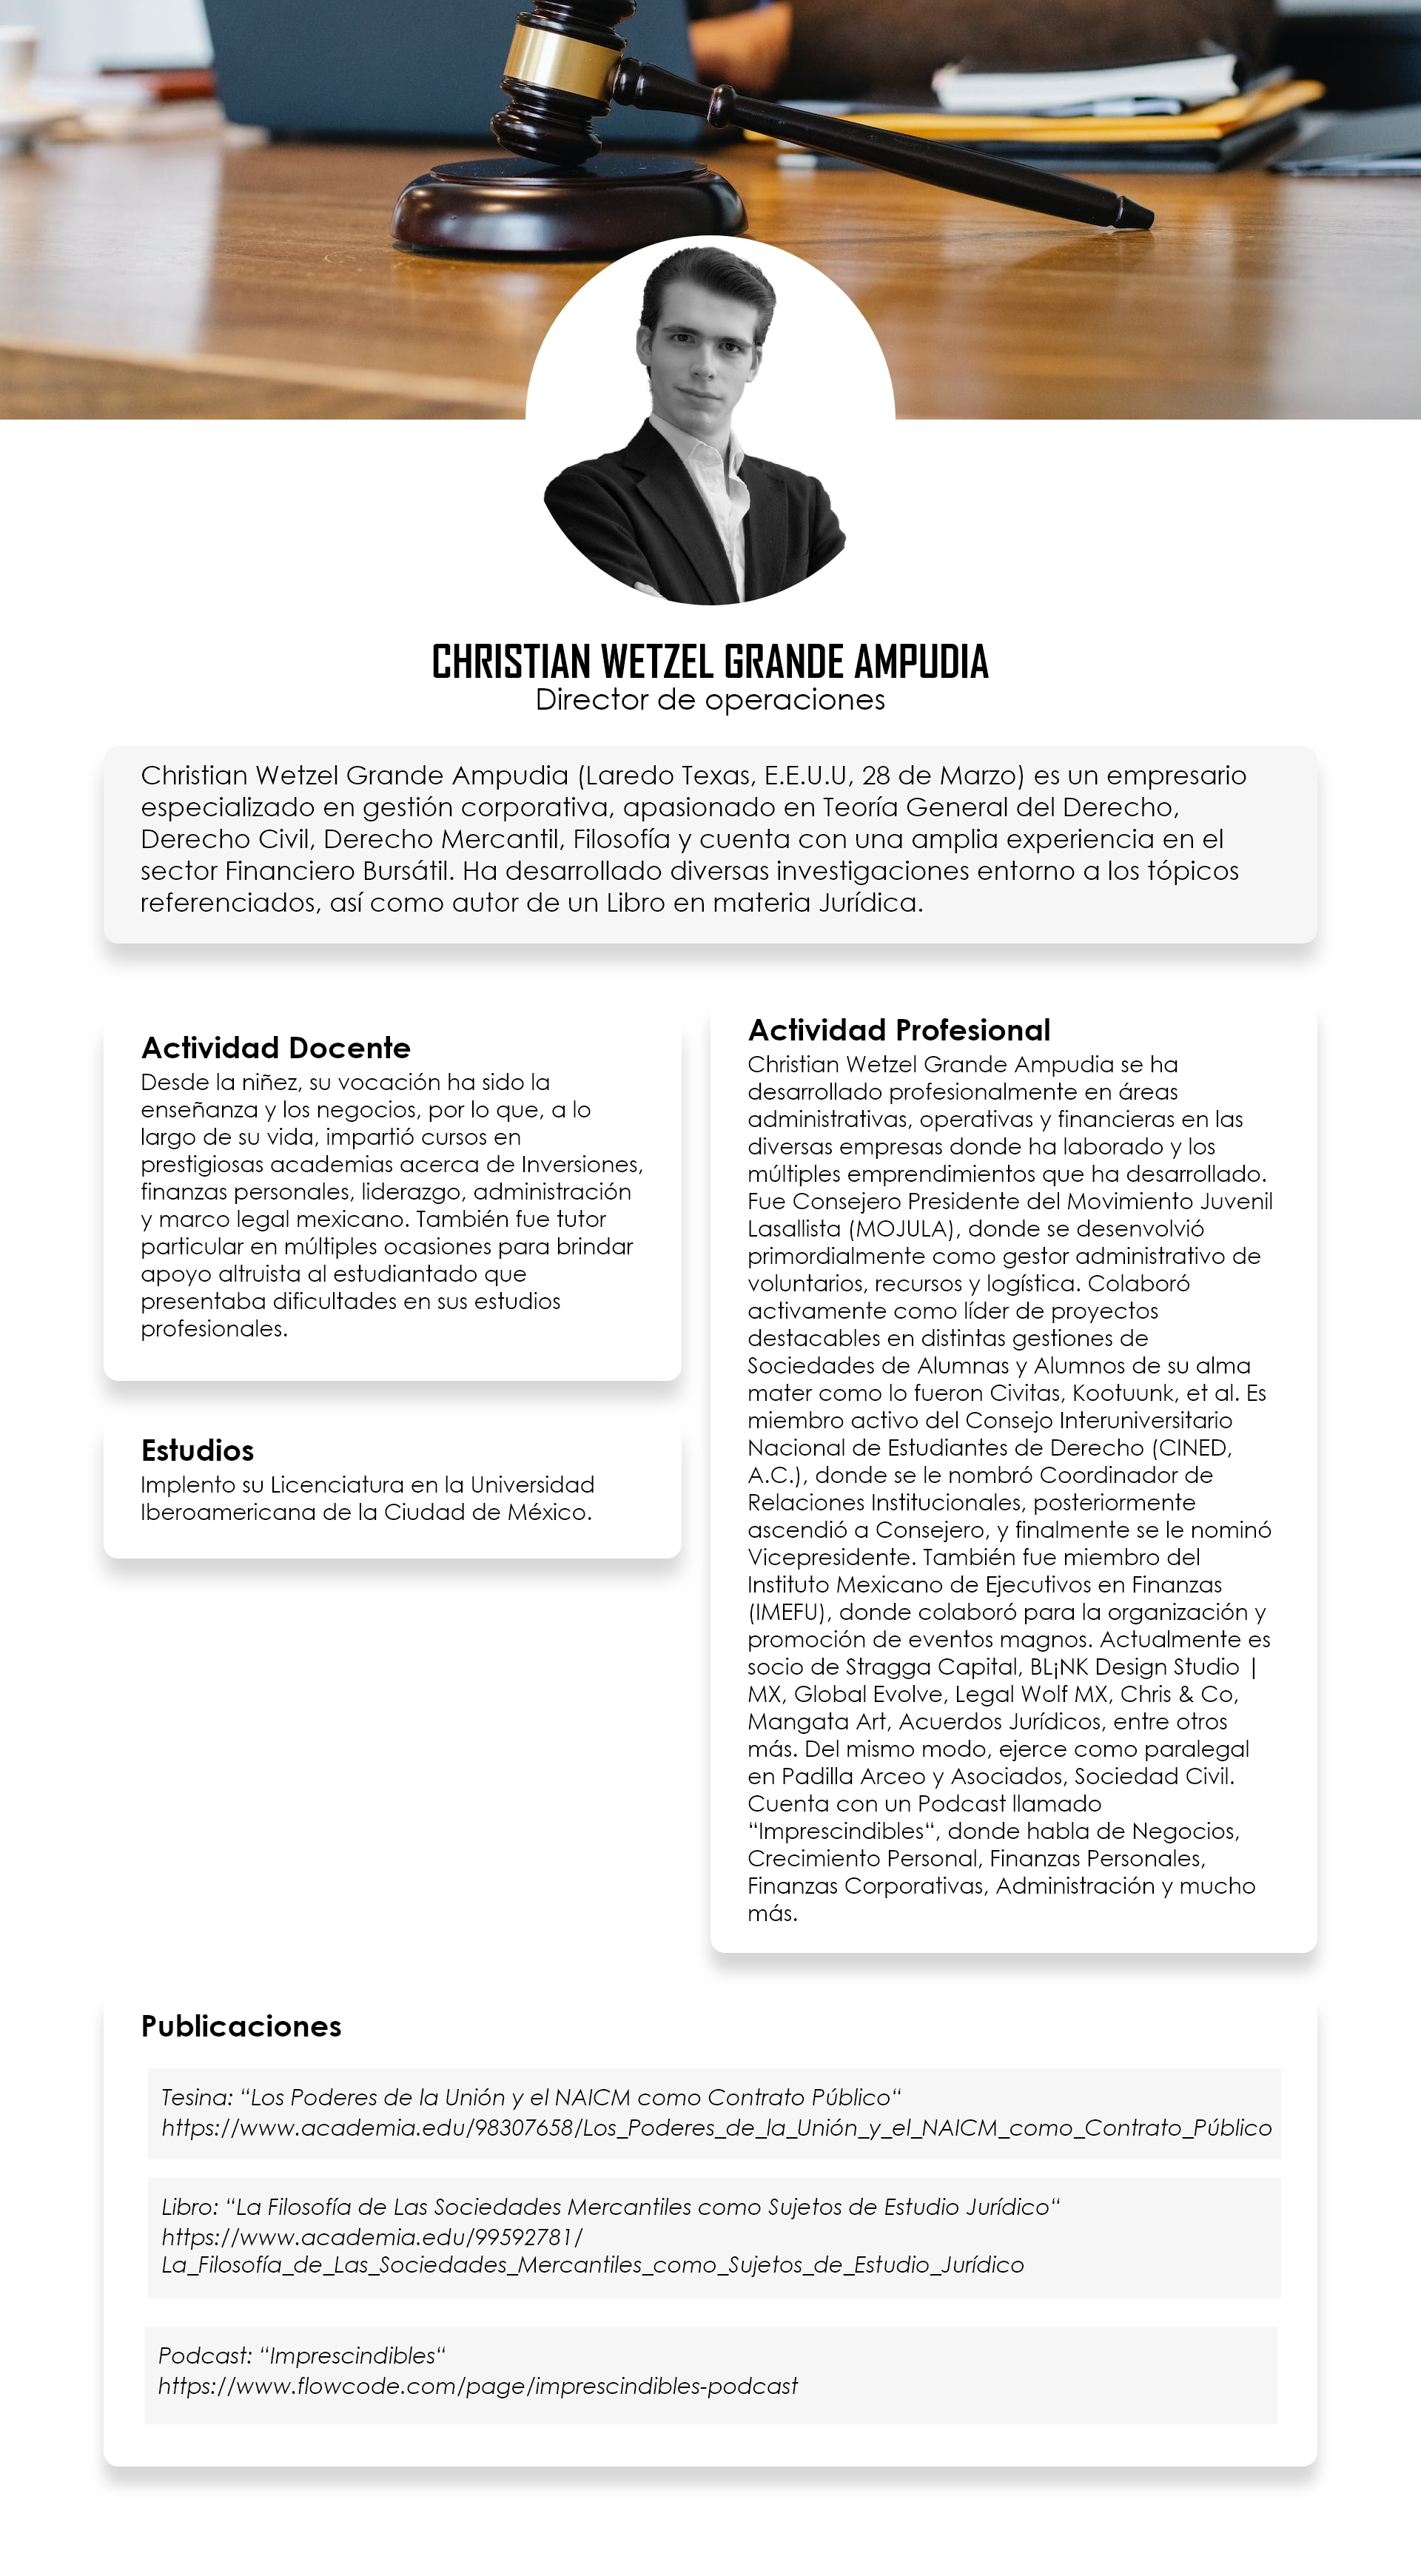 CHRISTIAN WETZEL GRANDE AMPUDIA
Director de operaciones
Christian Wetzel Grande Ampudia (Laredo Texas, E.E.U.U, 28 de Marzo) es un empresario
especializado en gestión corporativa, apasionado en Teoría General del Derecho,
Derecho Civil, Derecho Mercantil, Filosofía y cuenta con una amplia experiencia en el
sector Financiero Bursátil. Ha desarrollado diversas investigaciones entorno a los tópicos
referenciados, así como autor de un Libro en materia Jurídica.
Actividad Docente
Desde la niñez, su vocación ha sido la
enseñanza y los negocios, por lo que, a lo
largo de su vida, impartió cursos en
prestigiosas academias acerca de Inversiones,
finanzas personales, liderazgo, administración
y marco legal mexicano. También fue tutor
particular en múltiples ocasiones para brindar
apoyo altruista al estudiantado que
presentaba dificultades en sus estudios
profesionales.
Estudios
Implento su Licenciatura en la Universidad
Iberoamericana de la Ciudad de México.
Actividad Profesional
Christian Wetzel Grande Ampudia se ha
desarrollado profesionalmente en áreas
administrativas, operativas y financieras en las
diversas empresas donde ha laborado y los
múltiples emprendimientos que ha desarrollado.
Fue Consejero Presidente del Movimiento Juvenil
Lasallista (MOJULA), donde se desenvolvió
primordialmente como gestor administrativo de
voluntarios, recursos y logística. Colaboró
activamente como líder de proyectos
destacables en distintas gestiones de
Sociedades de Alumnas y Alumnos de su alma
mater como lo fueron Civitas, Kootuunk, et al. Es
miembro activo del Consejo Interuniversitario
Nacional de Estudiantes de Derecho (CINED,
A.C.), donde se le nombró Coordinador de
Relaciones Institucionales, posteriormente
ascendió a Consejero, y finalmente se le nominó
Vicepresidente. También fue miembro del
Instituto Mexicano de Ejecutivos en Finanzas
(IMEFU), donde colaboró para la organización y
promoción de eventos magnos. Actualmente es
socio de Stragga Capital, BL¡NK Design Studio |
MX, Global Evolve, Legal Wolf MX, Chris & Co,
Mangata Art, Acuerdos Jurídicos, entre otros
más. Del mismo modo, ejerce como paralegal
en Padilla Arceo y Asociados, Sociedad Civil.
Cuenta con un Podcast llamado
“Imprescindibles“, donde habla de Negocios,
Crecimiento Personal, Finanzas Personales,
Finanzas Corporativas, Administración y mucho
más.
Publicaciones
Tesina: “Los Poderes de la Unión y el NAICM como Contrato Público“
https://www.academia.edu/98307658/Los_Poderes_de_la_Unión_y_el_NAICM_como_Contrato_Público
Libro: “La Filosofía de Las Sociedades Mercantiles como Sujetos de Estudio Jurídico“
https://www.academia.edu/99592781/
La_Filosofía_de_Las_Sociedades_Mercantiles_como_Sujetos_de_Estudio_Jurídico
Podcast: “Imprescindibles“
https://www.flowcode.com/page/imprescindibles-podcast